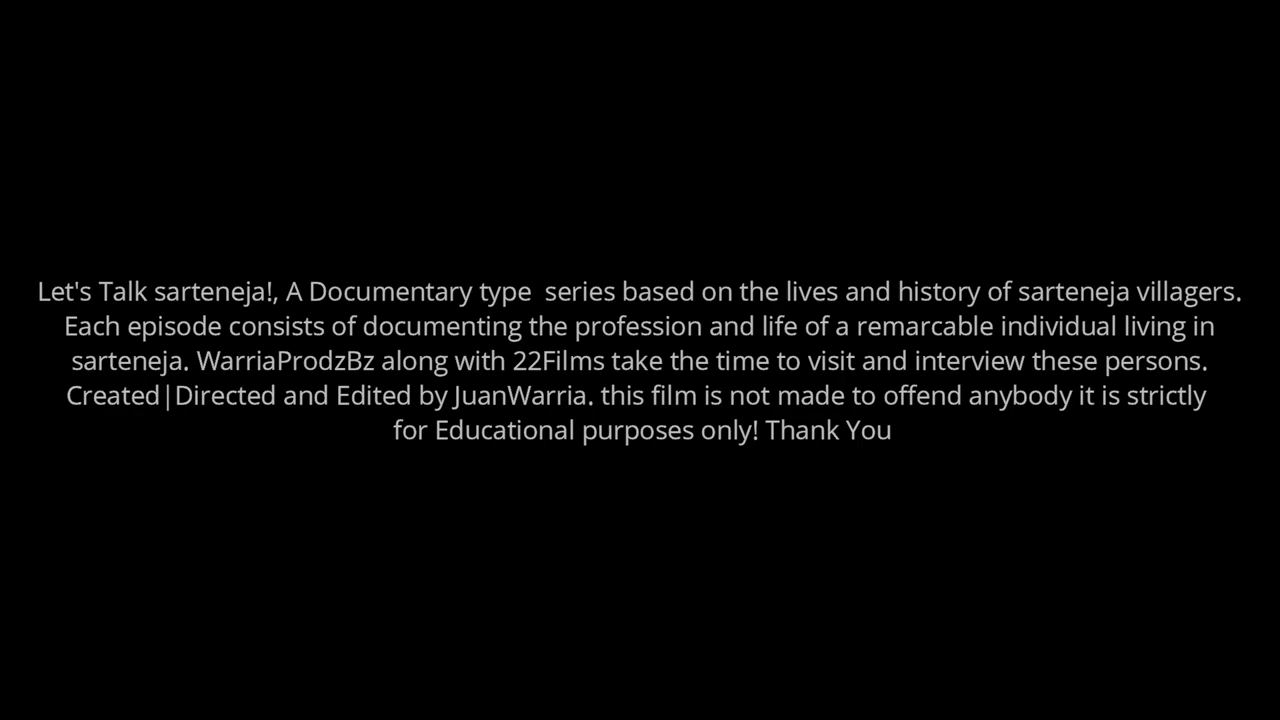 Let's Talk sarteneja!, A Documentary type  series based on the lives and history of sarteneja villagers.
Each episode consists of documenting the profession and life of a remarcable individual living in
sarteneja. WarriaProdzBz along with 22Films take the time to visit and interview these persons.
Created|Directed and Edited by JuanWarria. this film is not made to offend anybody it is strictly
for Educational purposes only! Thank You